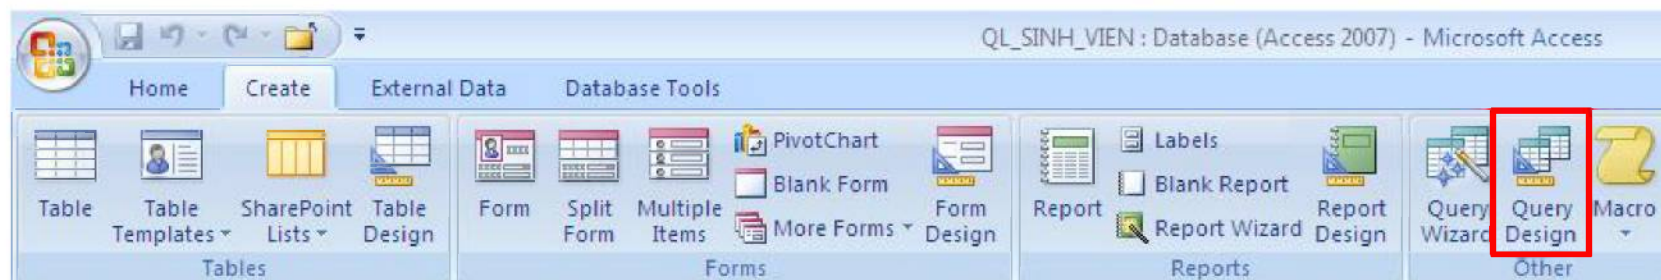 QL_SINH_VIEN : Database (Access 2007) - Microsoft Access
Home Create External Data Database Tools
Table
Table Templates
SharePoint Lists
Table Design
Tables
Form
Split Form
Multiple Items
PivotChart
Blank Form
More Forms
Form Design
Forms
Report
Labels
Blank Report
Report Wizard
Report Design
Reports
Query Wizard
Query Design
Macro
Other